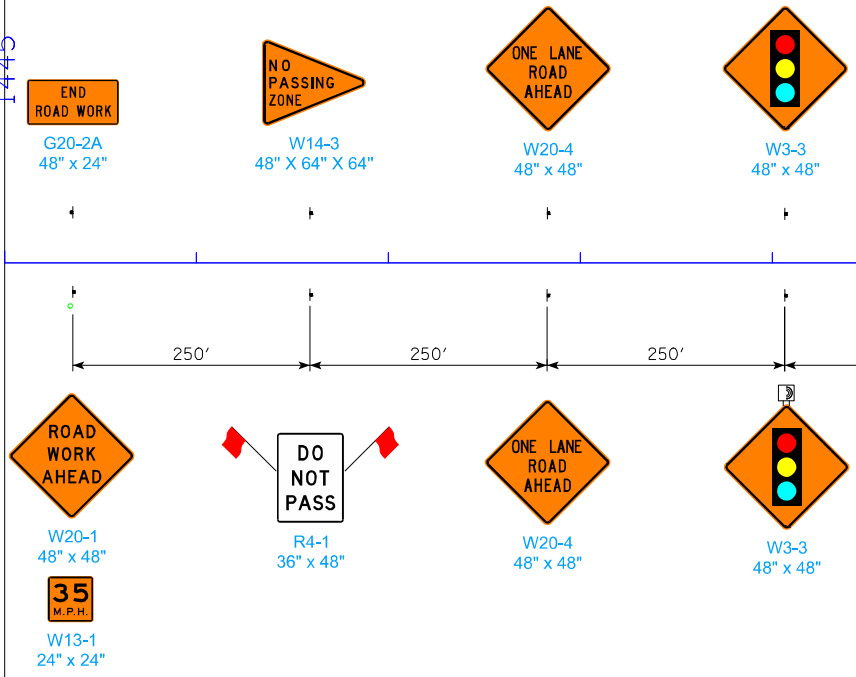 1445
END
ROAD WORK
G20-2A
48" x 24"
NO
PASSING
ZONE
W14-3
48" X 64" X 64"
ONE LANE
ROAD
AHEAD
W20-4
48" x 48"
W3-3
48" x 48"
250'
250'
250'
ROAD
WORK
AHEAD
W20-1
48" x 48"
35
M.P.H.
W13-1
24" x 24"
DO
NOT
PASS
R4-1
36" x 48"
ONE LANE
ROAD
AHEAD
W20-4
48" x 48"
W3-3
48" x 48"